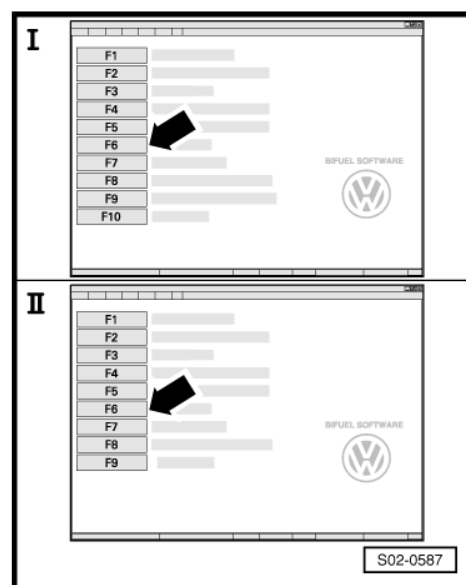 I
F1
F2
F3
F4
F5
F6
F7
F8
F9
F10
BIFUEL SOFTWARE
II
F1
F2
F3
F4
F5
F6
F7
F8
F9
BIFUEL SOFTWARE
S02-0587